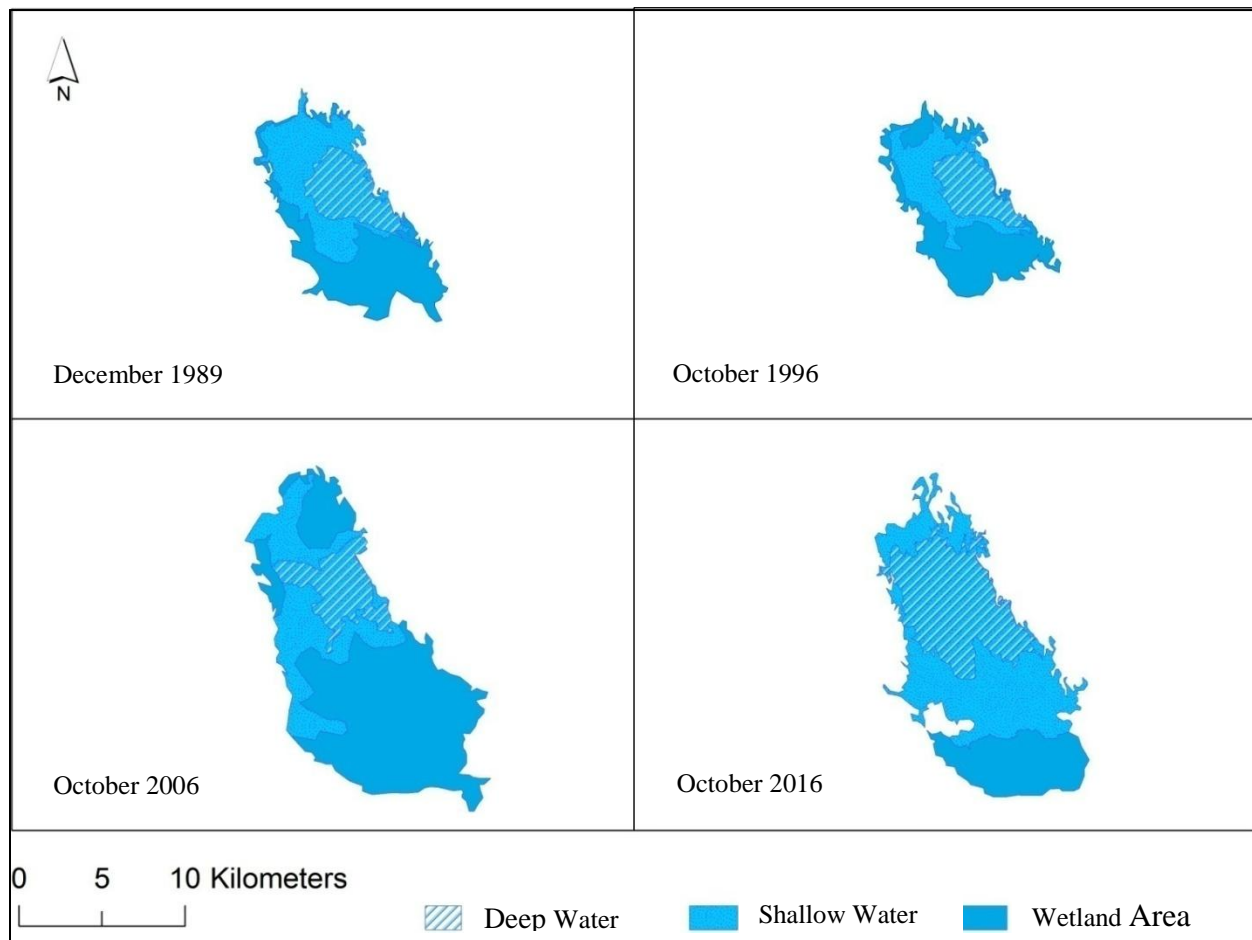 N
December 1989
October 1996
October 2006
October 2016
0 5 10 Kilometers
Deep Water
Shallow Water
Wetland Area